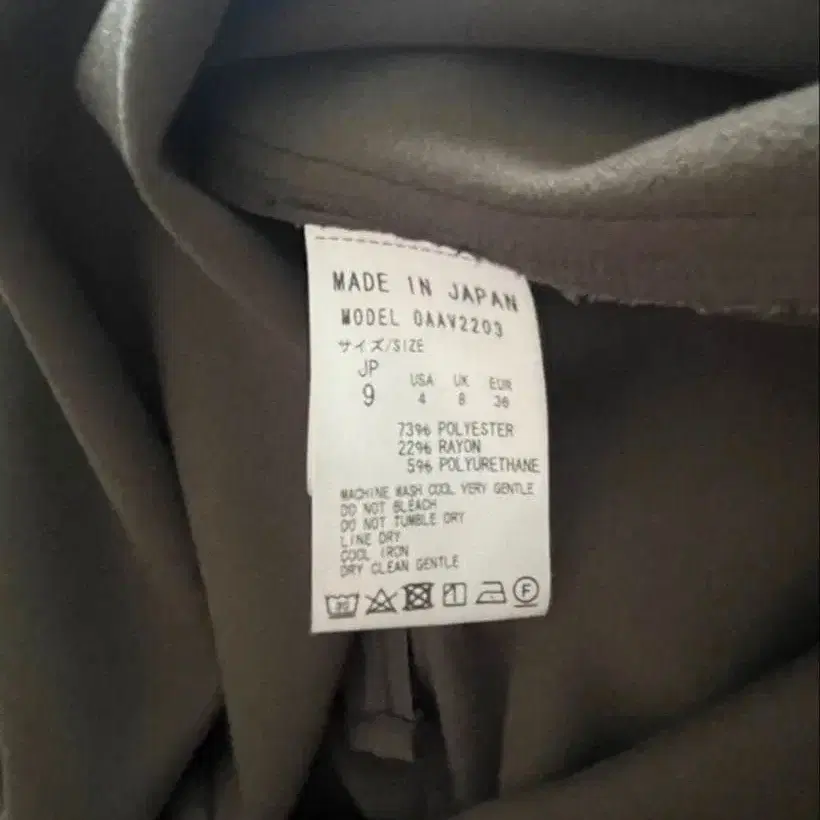 MADE IN JAPAN
MODEL OAAV2203
サイズ/SIZE
JP USA UK EUR
9 4 8 36
73% POLYESTER
22% RAYON
5% POLYURETHANE
MACHINE WASH COOL VERY GENTLE
DO NOT BLEACH
DO NOT TUMBLE DRY
LINE DRY
COOL IRON
DRY CLEAN GENTLE
F